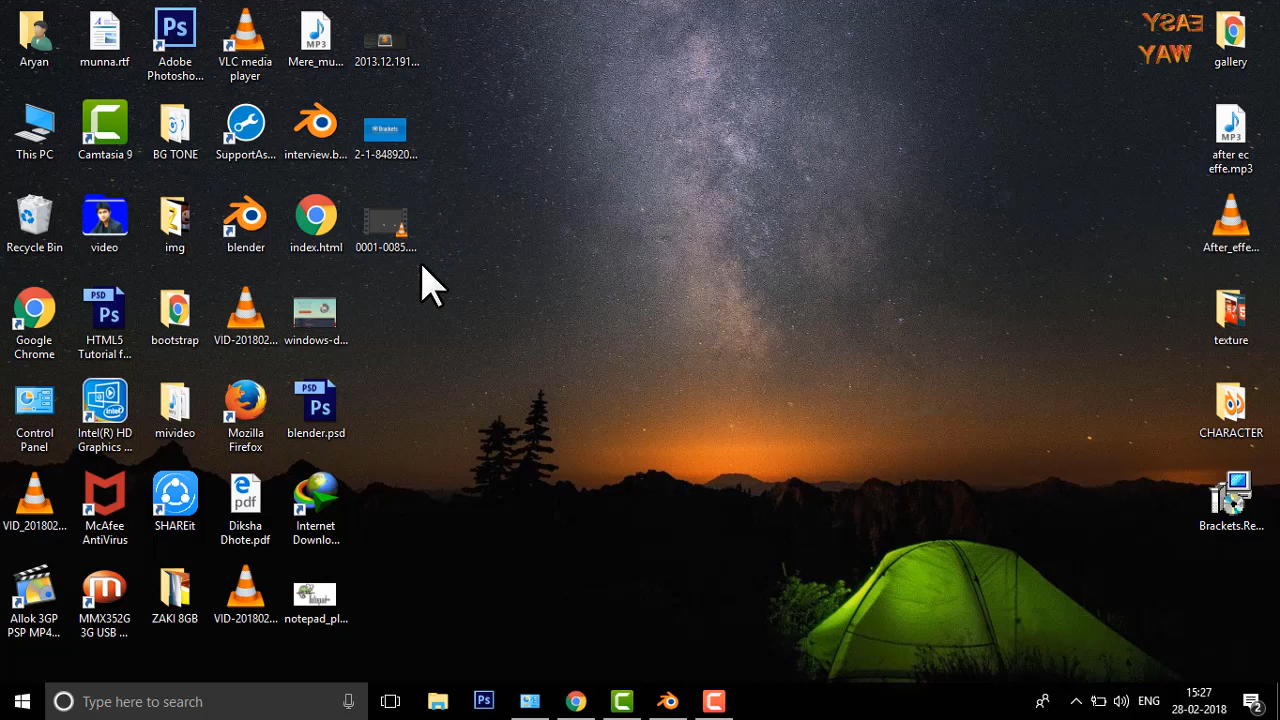 Aryan
munna.rtf
Adobe
Photosho...
VLC media
player
Mere_mu...
2013.12.191...
EASY
WAY
gallery
This PC
Camtasia 9
BG TONE
SupportAs...
interview.b...
2-1-848920...
after ec
effe.mp3
Recycle Bin
video
img
blender
index.html
0001-0085....
After_effe...
Google
Chrome
HTML5
Tutorial f...
bootstrap
VID-201802...
windows-d...
texture
Control
Panel
Intel(R) HD
Graphics ...
mivideo
Mozilla
Firefox
blender.psd
CHARACTER
VID_201802...
McAfee
AntiVirus
SHAREit
Diksha
Dhote.pdf
Internet
Downlo...
Brackets.Re...
Allok 3GP
PSP MP4...
MMX352G
3G USB ...
ZAKI 8GB
VID-201802...
notepad_pl...
Type here to search
ENG
15:27
28-02-2018
2